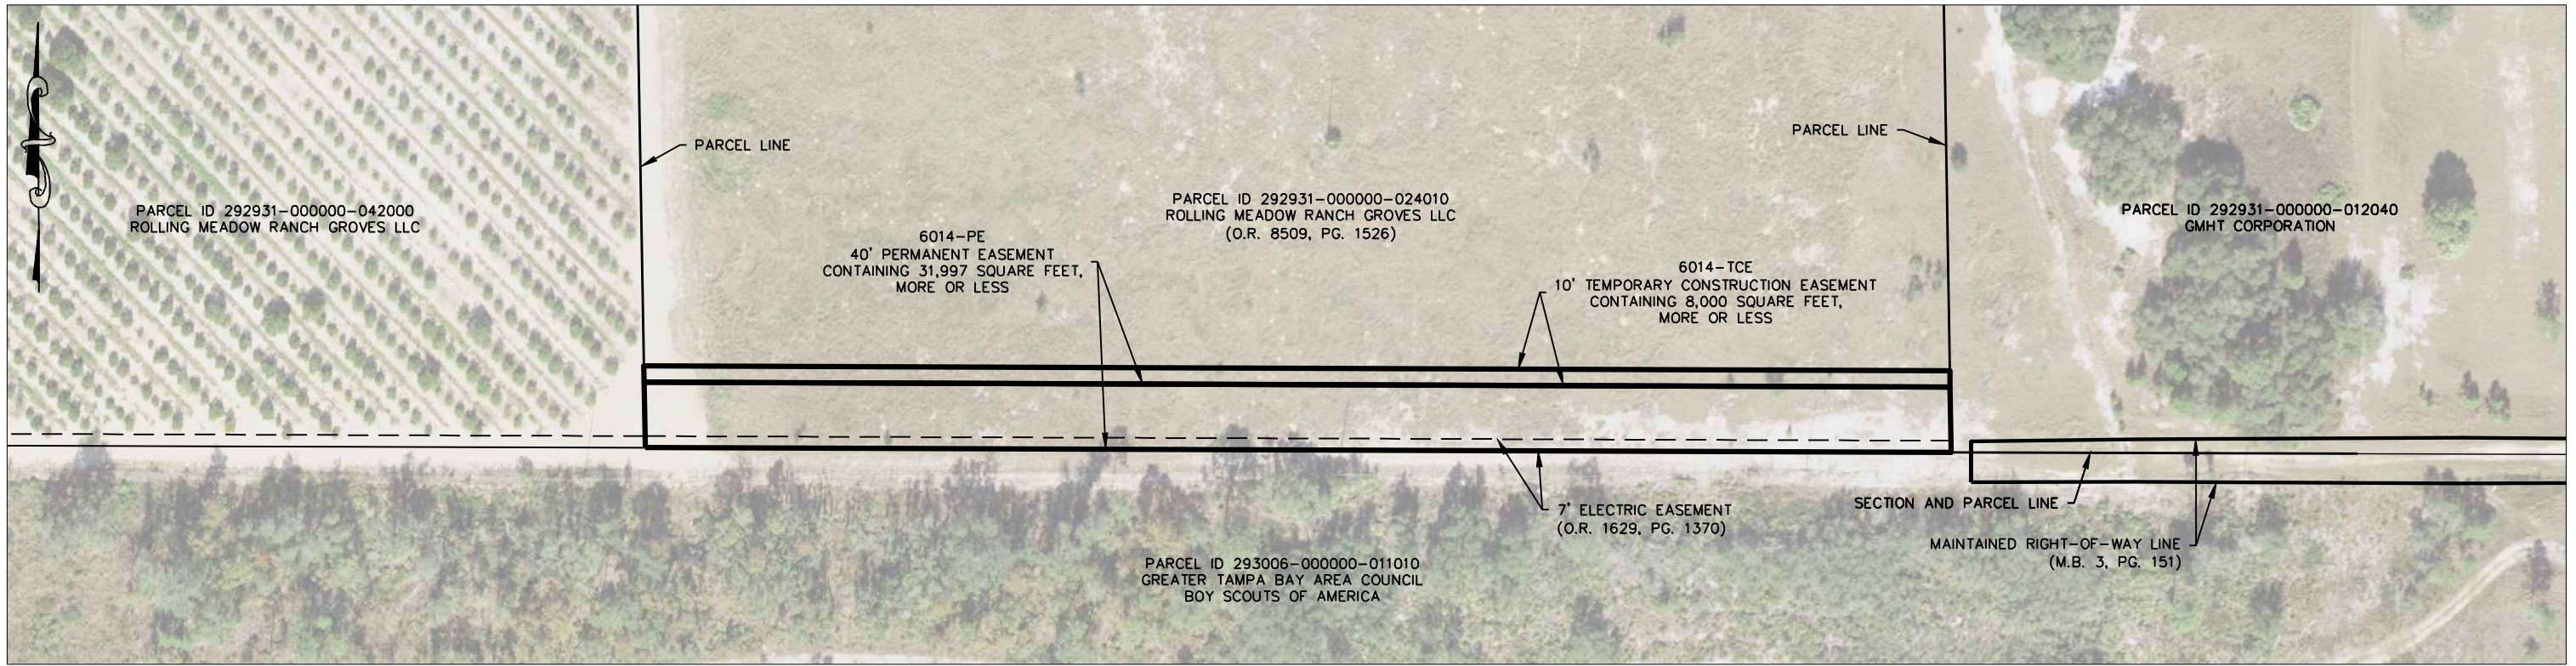 PARCEL LINE
PARCEL LINE
PARCEL ID 292931-000000-042000
ROLLING MEADOW RANCH GROVES LLC
PARCEL ID 292931-000000-024010
ROLLING MEADOW RANCH GROVES LLC
(O.R. 8509, PG. 1526)
PARCEL ID 292931-000000-012040
GMHT CORPORATION
6014-PE
40' PERMANENT EASEMENT
CONTAINING 31,997 SQUARE FEET,
MORE OR LESS
6014-TCE
10' TEMPORARY CONSTRUCTION EASEMENT
CONTAINING 8,000 SQUARE FEET,
MORE OR LESS
7' ELECTRIC EASEMENT
(O.R. 1629, PG. 1370)
SECTION AND PARCEL LINE
MAINTAINED RIGHT-OF-WAY LINE
(M.B. 3, PG. 151)
PARCEL ID 293006-000000-011010
GREATER TAMPA BAY AREA COUNCIL
BOY SCOUTS OF AMERICA